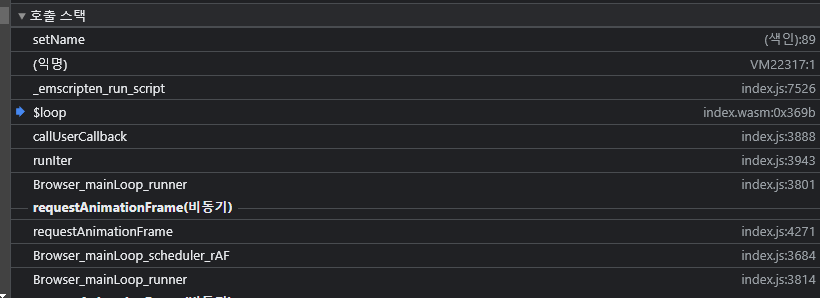 호출 스택
setName (색인):89
(익명) VM22317:1
_emscripten_run_script index.js:7526
$loop index.wasm:0x369b
callUserCallback index.js:3888
runIter index.js:3943
Browser_mainLoop_runner index.js:3801
requestAnimationFrame(비동기)
requestAnimationFrame index.js:4271
Browser_mainLoop_scheduler_rAF index.js:3684
Browser_mainLoop_runner index.js:3814